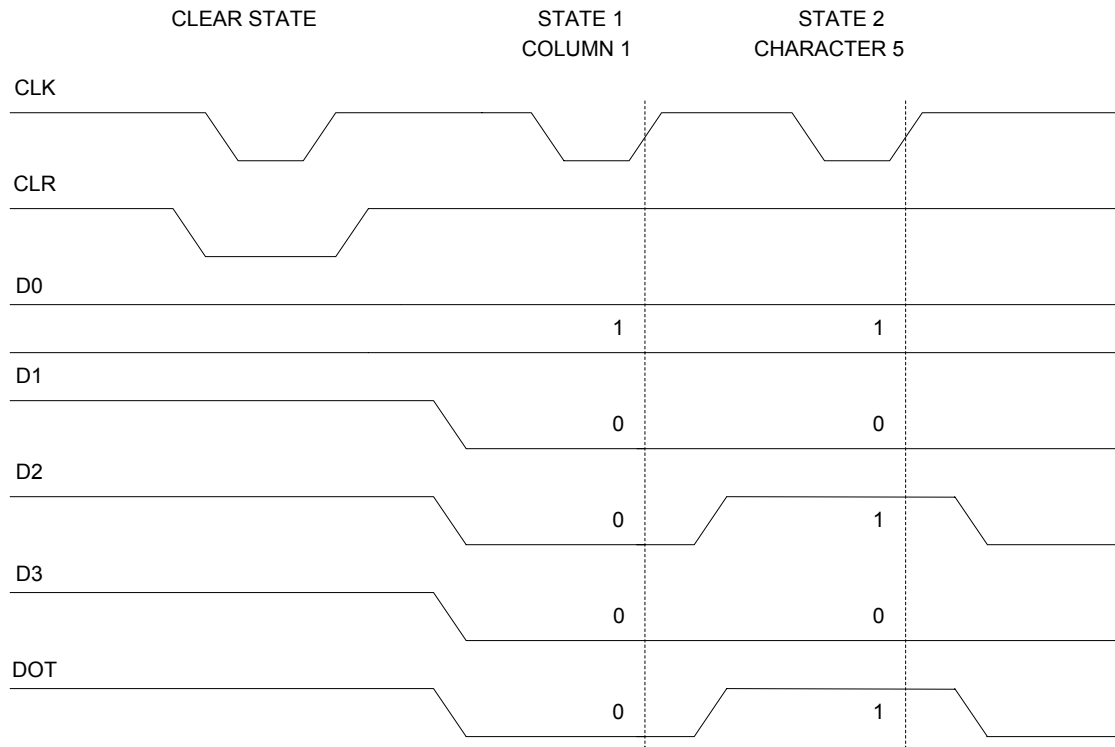 CLEAR STATE STATE 1 STATE 2
COLUMN 1 CHARACTER 5
CLK
CLR
D0
1 1
D1
0 0
D2
0 1
D3
0 0
DOT
0 1